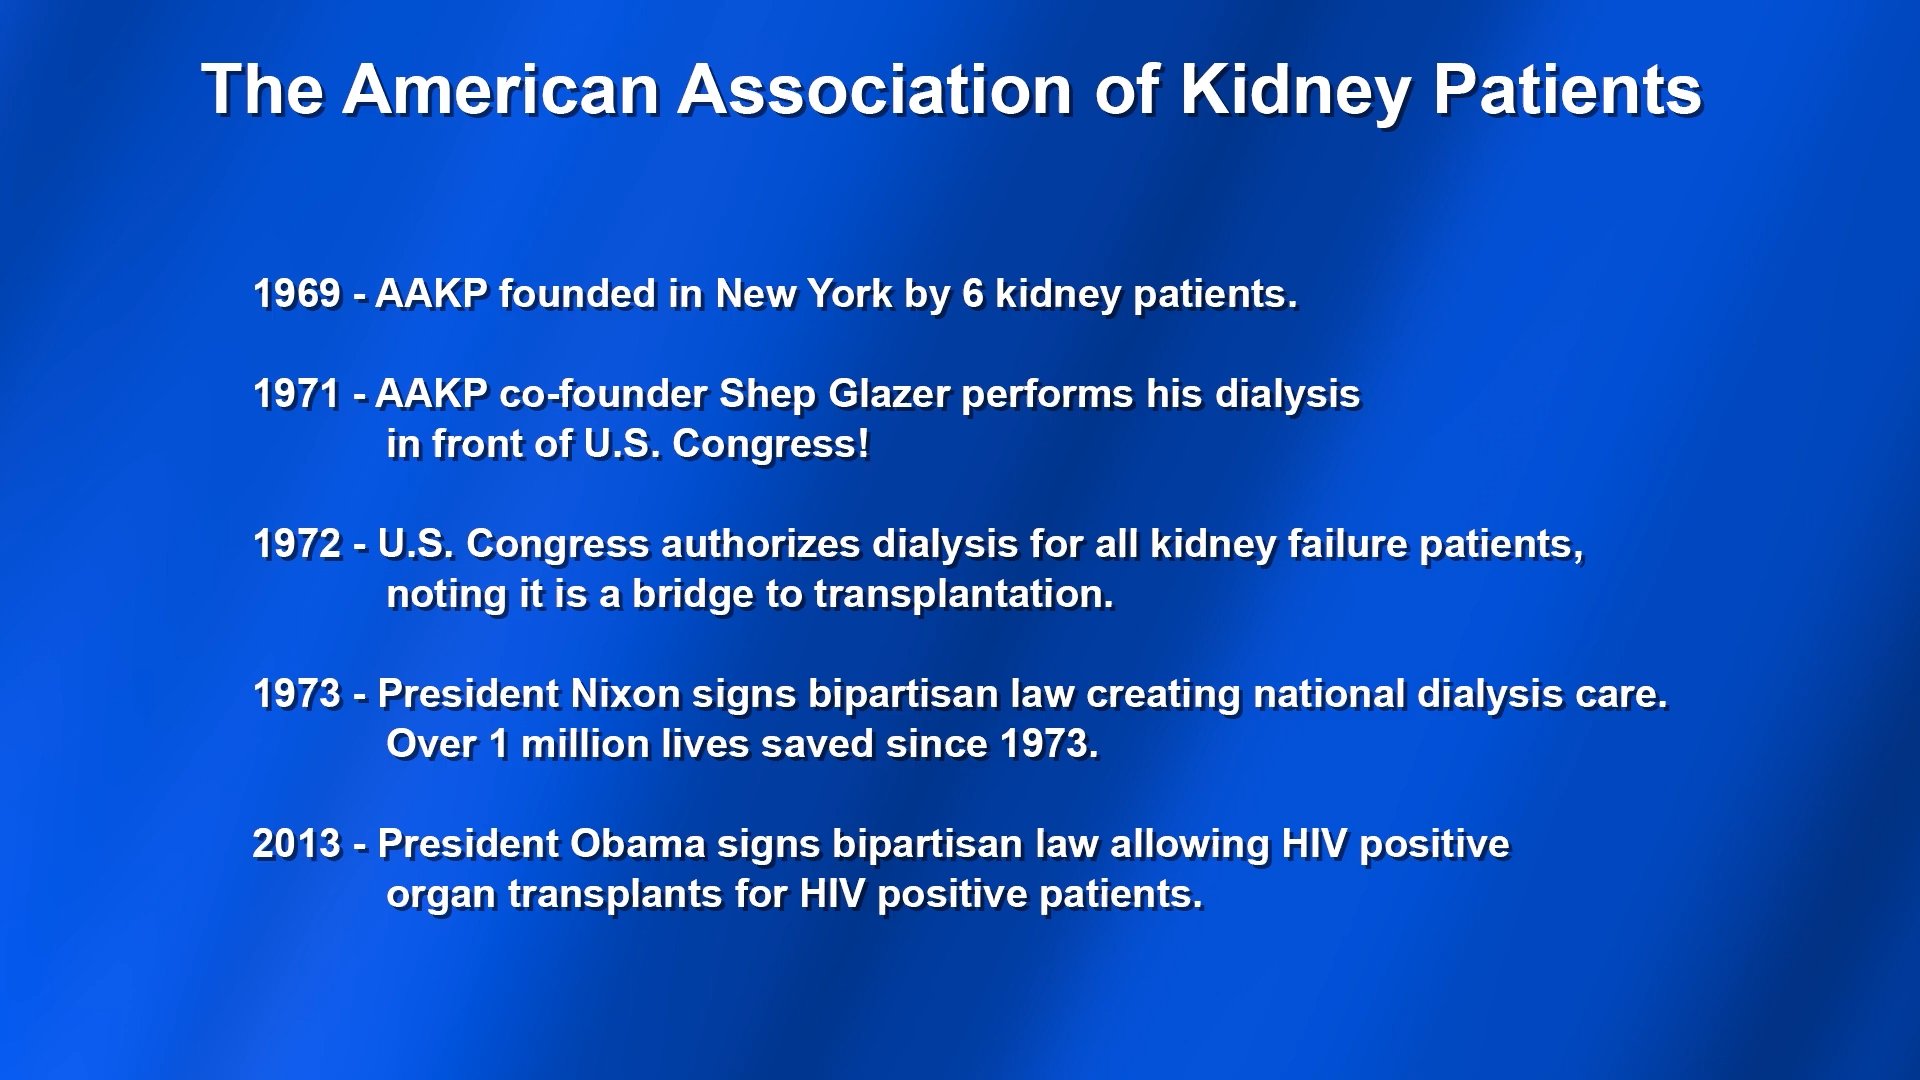 The American Association of Kidney Patients
1969 - AAKP founded in New York by 6 kidney patients.
1971 - AAKP co-founder Shep Glazer performs his dialysis
in front of U.S. Congress!
1972 - U.S. Congress authorizes dialysis for all kidney failure patients,
noting it is a bridge to transplantation.
1973 - President Nixon signs bipartisan law creating national dialysis care.
Over 1 million lives saved since 1973.
2013 - President Obama signs bipartisan law allowing HIV positive
organ transplants for HIV positive patients.